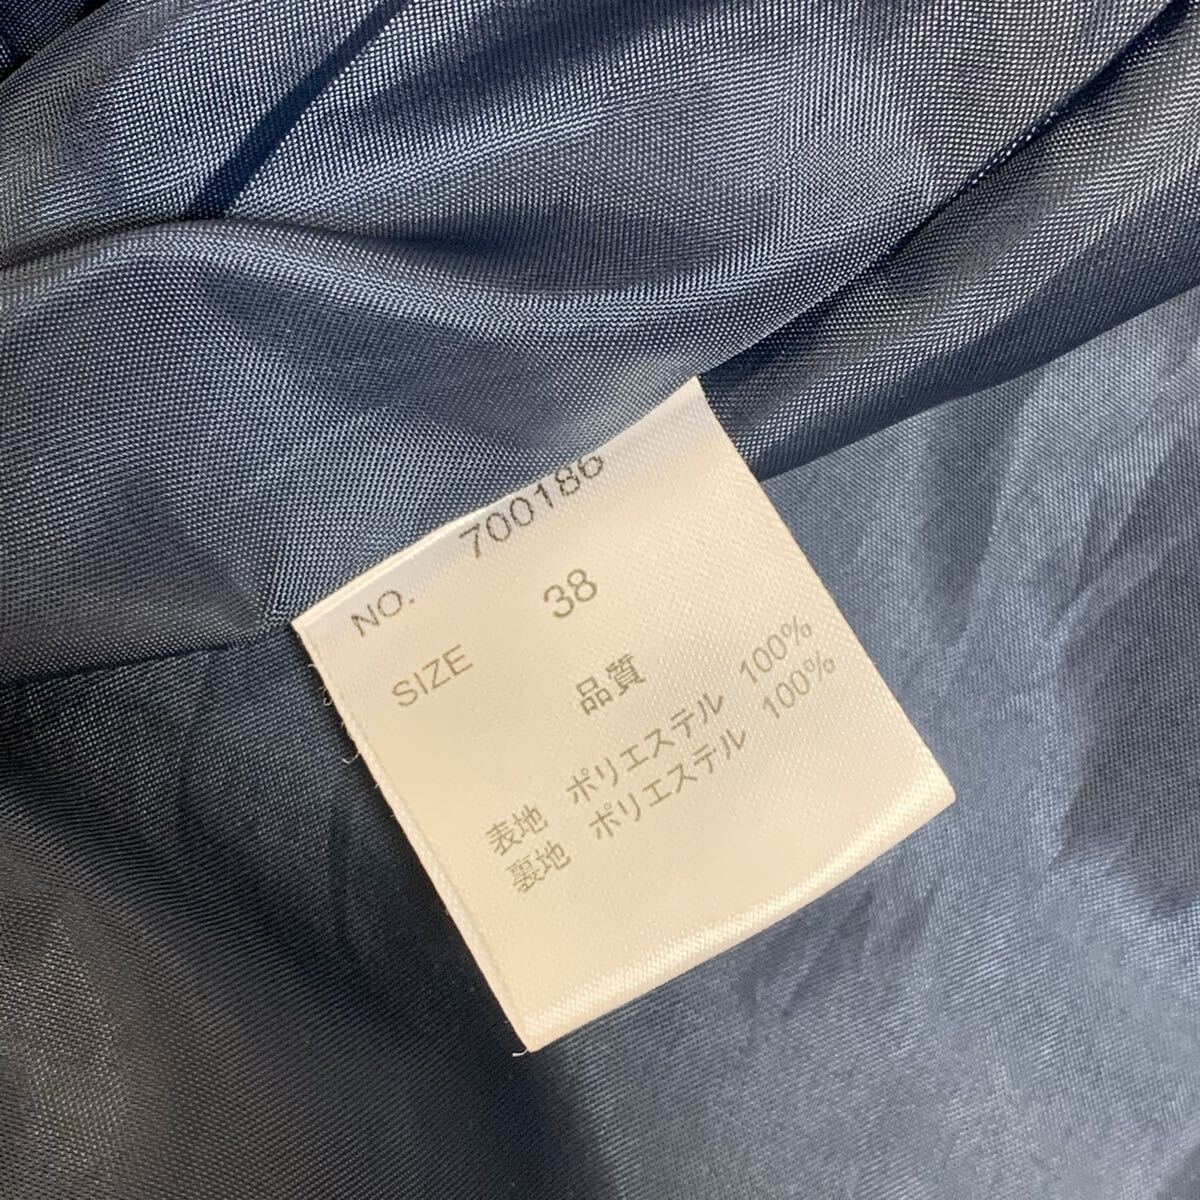 NO. 700186
SIZE 38
品質
表地 ポリエステル 100%
裏地 ポリエステル 100%